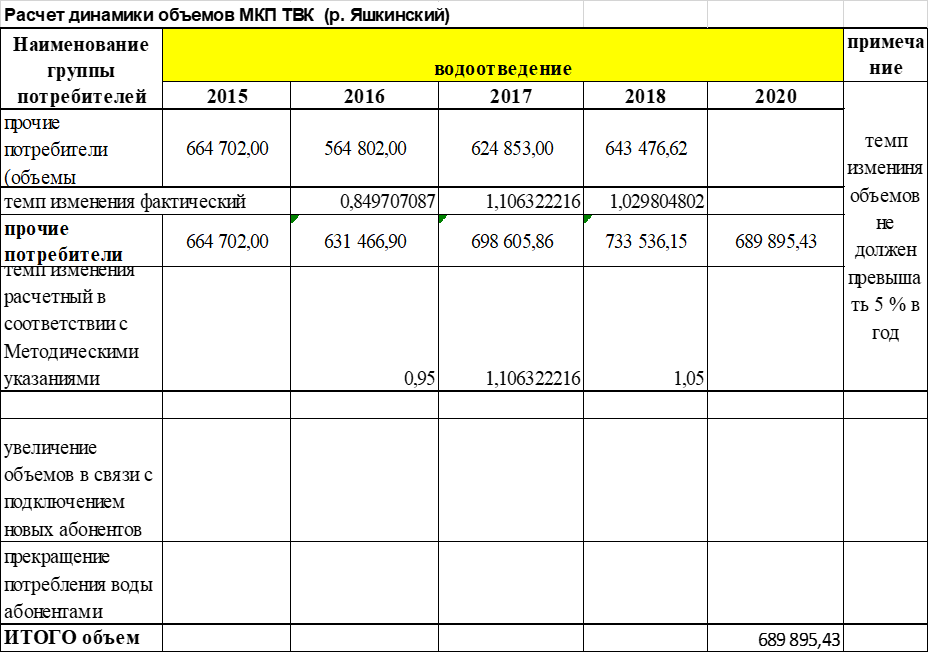 Расчет динамики объемов МКП ТВК (р. Яшкинский)
Наименование
группы
потребителей
водоотведение
примеча
ние
2015 2016 2017 2018 2020
прочие
потребители
(объемы
664 702,00 564 802,00 624 853,00 643 476,62
темп
измениня
объемов
не
должен
превыша
ть 5 % в
год
темп изменения фактический 0,849707087 1,106322216 1,029804802
прочие
потребители
664 702,00 631 466,90 698 605,86 733 536,15 689 895,43
темп изменения
расчетный в
соответствии с
Методическими
указаниями
0,95 1,106322216 1,05
увеличение
объемов в связи с
подключением
новых абонентов
прекращение
потребления воды
абонентами
ИТОГО объем 689 895,43